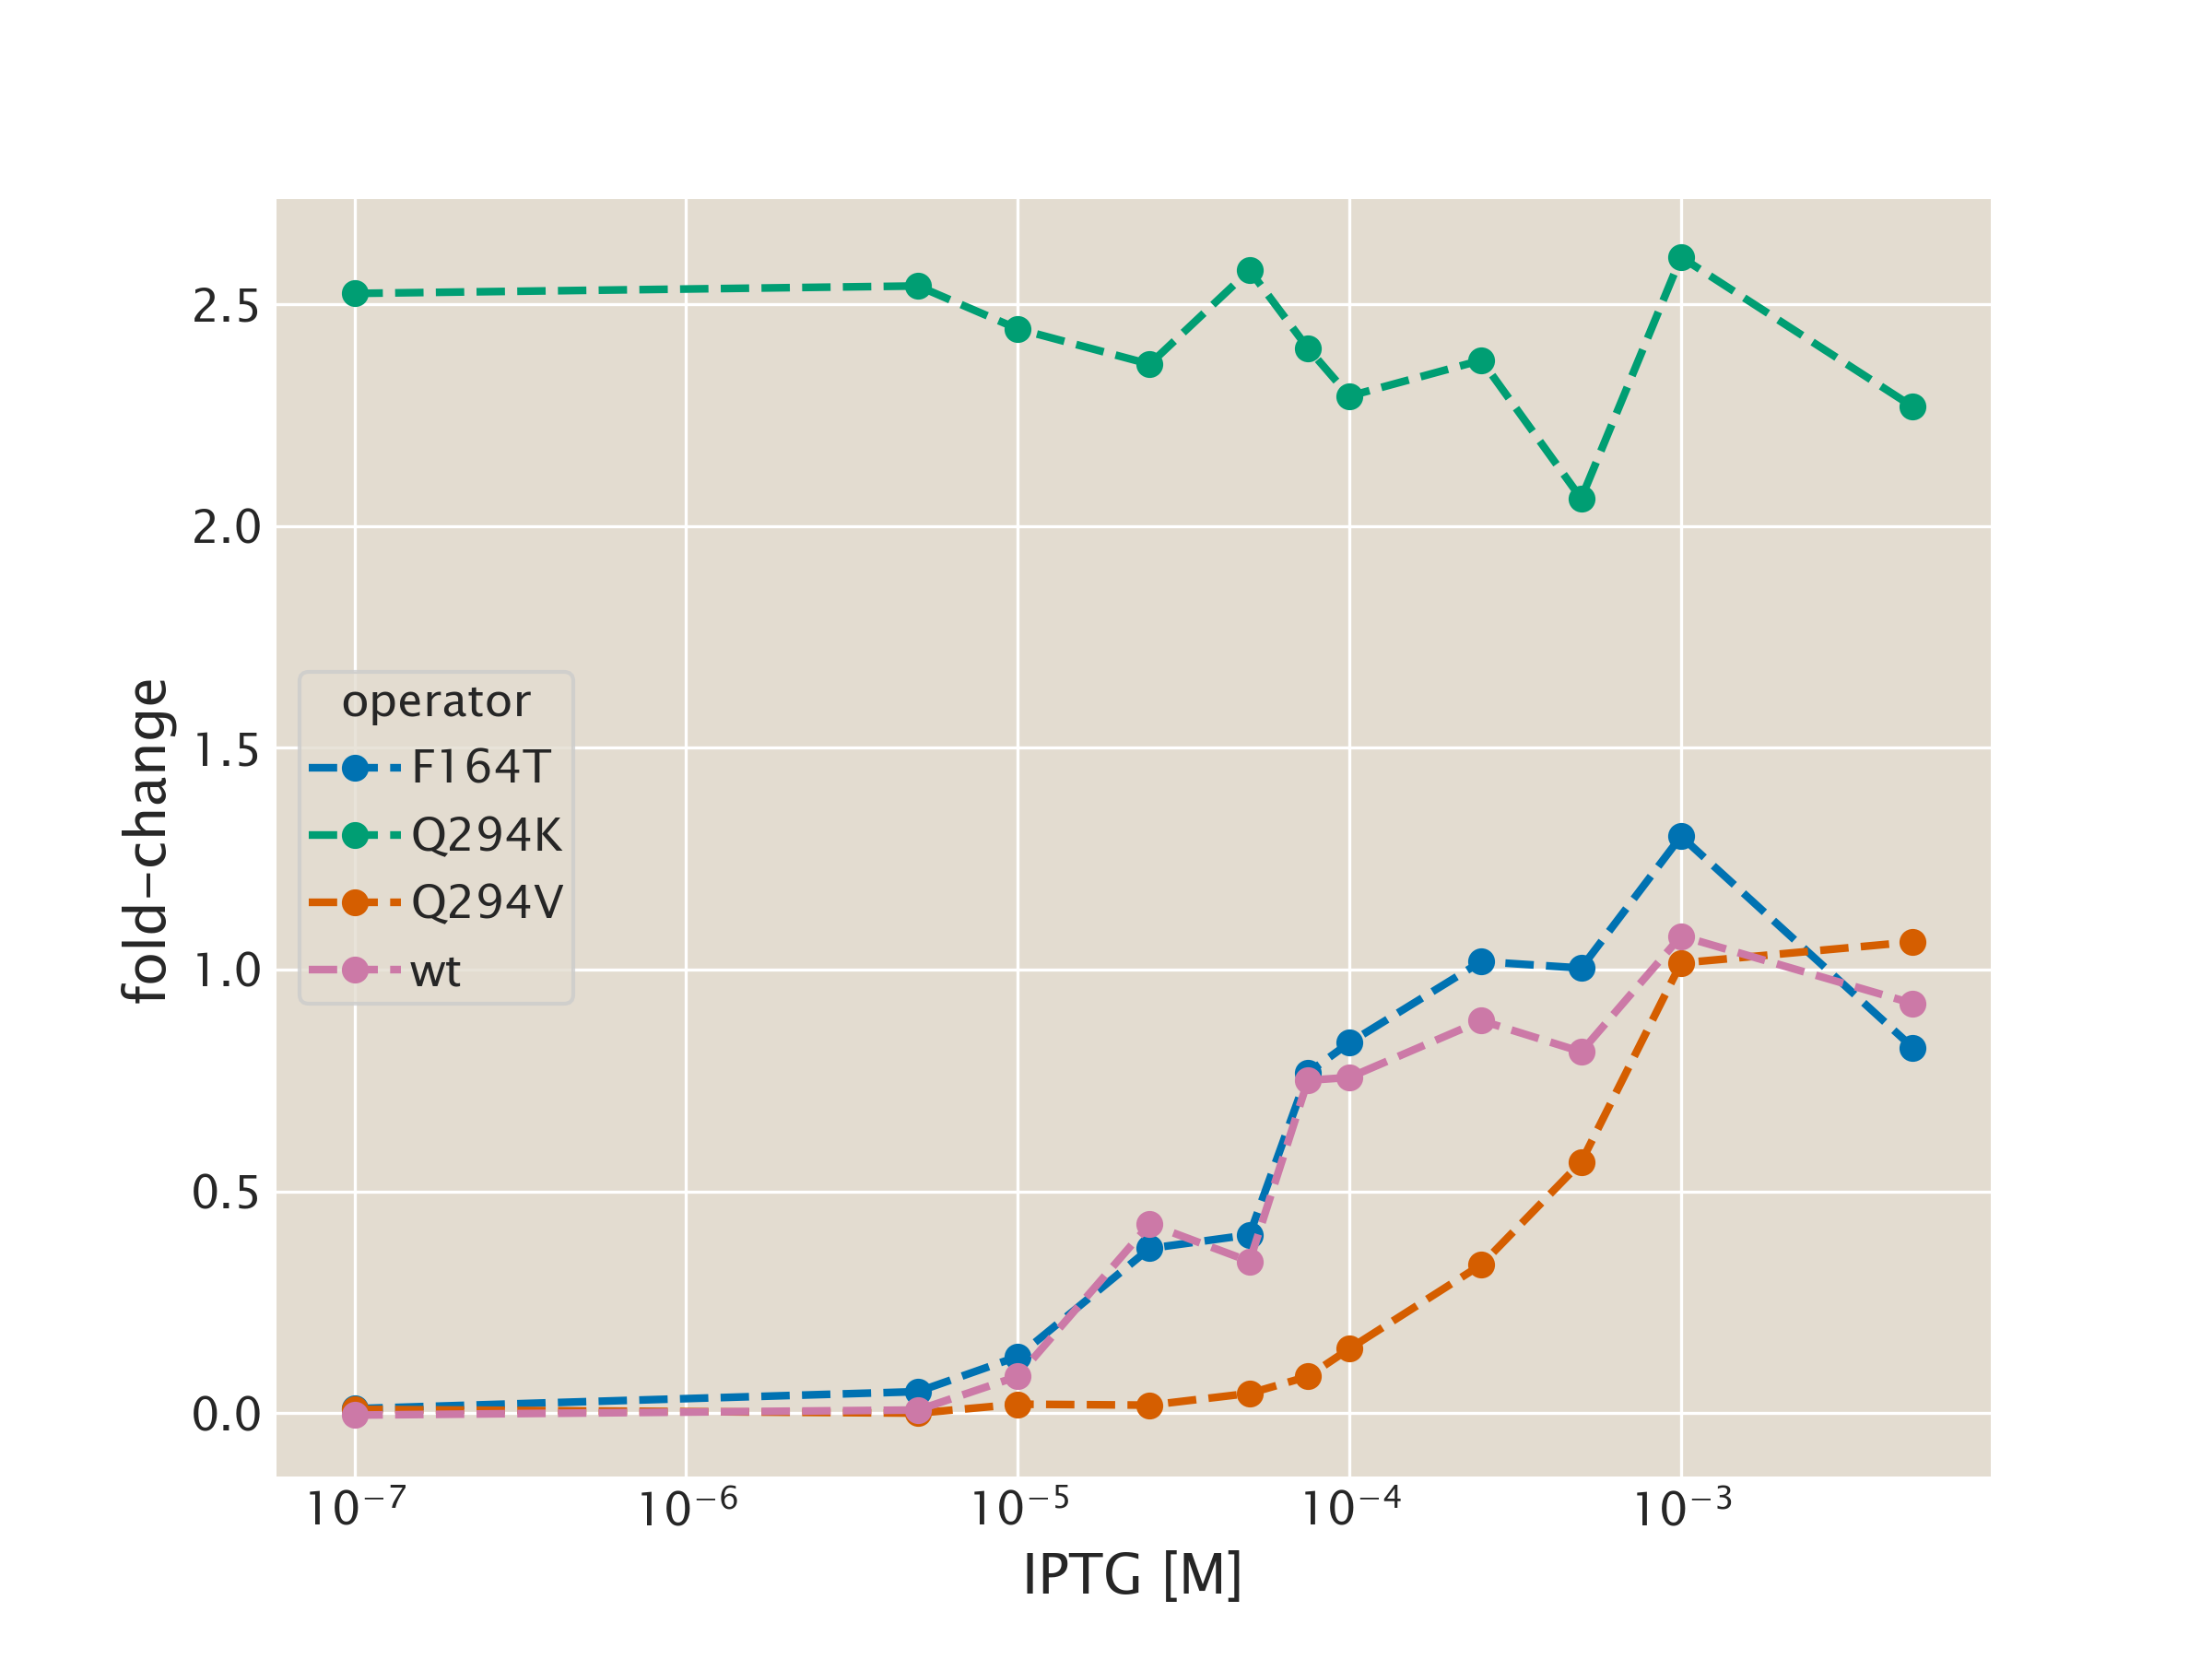 2.5
2.0
1.5
1.0
0.5
0.0
fold-change
operator
F164T
Q294K
Q294V
wt
10⁻⁷ 10⁻⁶ 10⁻⁵ 10⁻⁴ 10⁻³
IPTG [M]